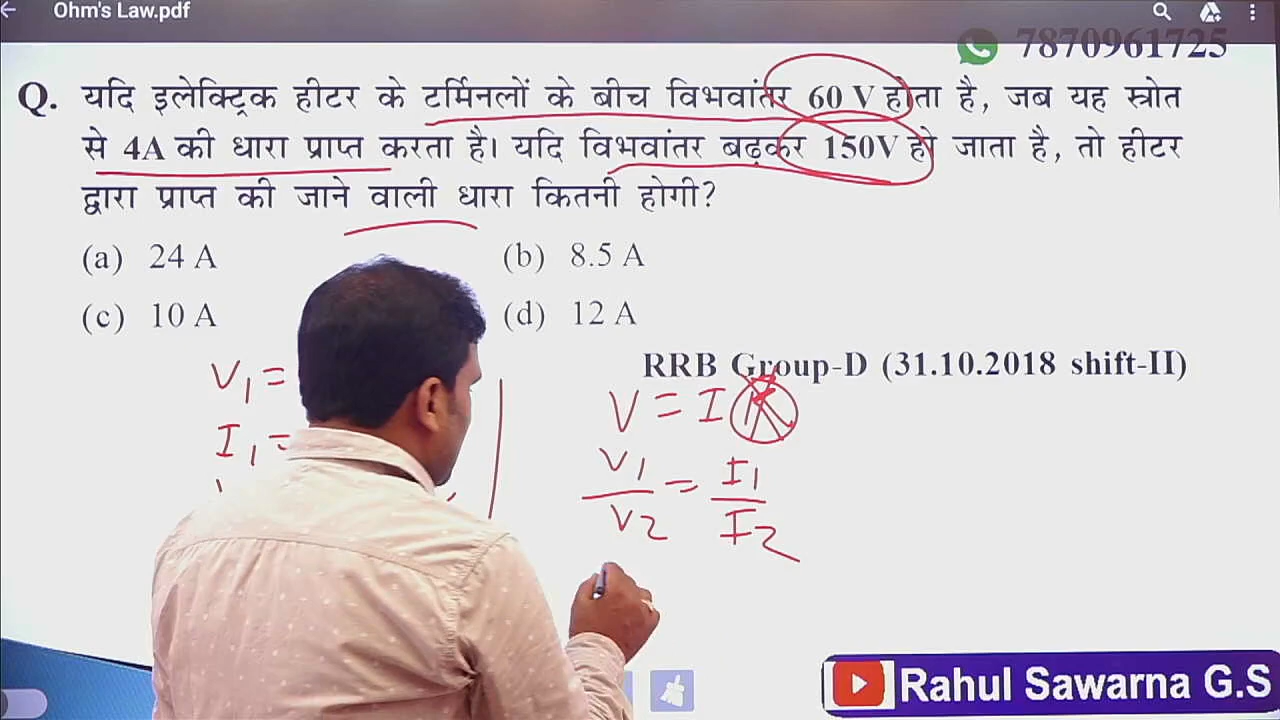 Ohm's Law.pdf
7870961725
Q. यदि इलेक्ट्रिक हीटर के टर्मिनलों के बीच विभवांतर 60 V होता है, जब यह स्त्रोत
से 4A की धारा प्राप्त करता है। यदि विभवांतर बढ़कर 150V हो जाता है, तो हीटर
द्वारा प्राप्त की जाने वाली धारा कितनी होगी?
(a) 24 A (b) 8.5 A
(c) 10 A (d) 12 A
RRB Group-D (31.10.2018 shift-II)
V₁ =
I₁ =
V = I R
V₁/V₂ = I₁/I₂
Rahul Sawarna G.S